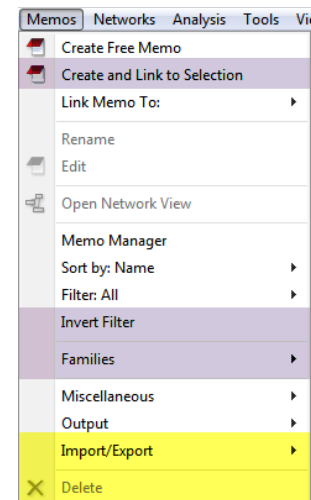 Memos Networks Analysis Tools
Create Free Memo
Create and Link to Selection
Link Memo To:
Rename
Edit
Open Network View
Memo Manager
Sort by: Name
Filter: All
Invert Filter
Families
Miscellaneous
Output
Import/Export
Delete